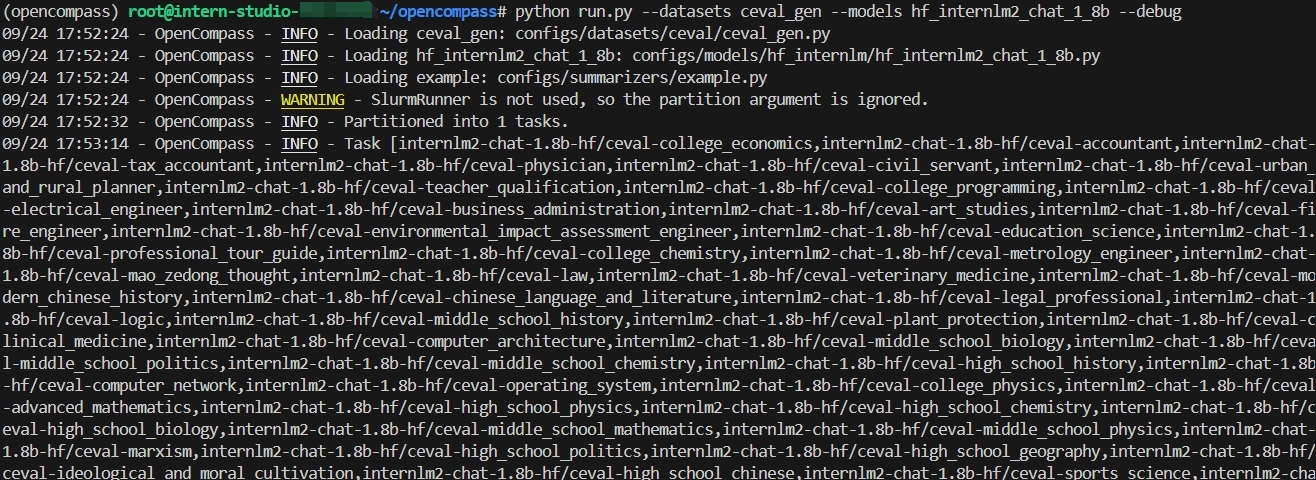 (opencompass) root@intern-studio- ~/opencompass# python run.py --datasets ceval_gen --models hf_internlm2_chat_1_8b --debug
09/24 17:52:24 - OpenCompass - INFO - Loading ceval_gen: configs/datasets/ceval/ceval_gen.py
09/24 17:52:24 - OpenCompass - INFO - Loading hf_internlm2_chat_1_8b: configs/models/hf_internlm/hf_internlm2_chat_1_8b.py
09/24 17:52:24 - OpenCompass - INFO - Loading example: configs/summarizers/example.py
09/24 17:52:24 - OpenCompass - WARNING - SlurmRunner is not used, so the partition argument is ignored.
09/24 17:52:32 - OpenCompass - INFO - Partitioned into 1 tasks.
09/24 17:53:14 - OpenCompass - INFO - Task [internlm2-chat-1.8b-hf/ceval-college_economics,internlm2-chat-1.8b-hf/ceval-accountant,internlm2-chat-
1.8b-hf/ceval-tax_accountant,internlm2-chat-1.8b-hf/ceval-physician,internlm2-chat-1.8b-hf/ceval-civil_servant,internlm2-chat-1.8b-hf/ceval-urban_
and_rural_planner,internlm2-chat-1.8b-hf/ceval-teacher_qualification,internlm2-chat-1.8b-hf/ceval-college_programming,internlm2-chat-1.8b-hf/ceval
-electrical_engineer,internlm2-chat-1.8b-hf/ceval-business_administration,internlm2-chat-1.8b-hf/ceval-art_studies,internlm2-chat-1.8b-hf/ceval-fi
re_engineer,internlm2-chat-1.8b-hf/ceval-environmental_impact_assessment_engineer,internlm2-chat-1.8b-hf/ceval-education_science,internlm2-chat-1.
8b-hf/ceval-professional_tour_guide,internlm2-chat-1.8b-hf/ceval-college_chemistry,internlm2-chat-1.8b-hf/ceval-metrology_engineer,internlm2-chat-
1.8b-hf/ceval-mao_zedong_thought,internlm2-chat-1.8b-hf/ceval-law,internlm2-chat-1.8b-hf/ceval-veterinary_medicine,internlm2-chat-1.8b-hf/ceval-mo
dern_chinese_history,internlm2-chat-1.8b-hf/ceval-chinese_language_and_literature,internlm2-chat-1.8b-hf/ceval-legal_professional,internlm2-chat-1
.8b-hf/ceval-logic,internlm2-chat-1.8b-hf/ceval-middle_school_history,internlm2-chat-1.8b-hf/ceval-plant_protection,internlm2-chat-1.8b-hf/ceval-c
linical_medicine,internlm2-chat-1.8b-hf/ceval-computer_architecture,internlm2-chat-1.8b-hf/ceval-middle_school_biology,internlm2-chat-1.8b-hf/ceva
l-middle_school_politics,internlm2-chat-1.8b-hf/ceval-middle_school_chemistry,internlm2-chat-1.8b-hf/ceval-high_school_history,internlm2-chat-1.8b
-hf/ceval-computer_network,internlm2-chat-1.8b-hf/ceval-operating_system,internlm2-chat-1.8b-hf/ceval-college_physics,internlm2-chat-1.8b-hf/ceval
-advanced_mathematics,internlm2-chat-1.8b-hf/ceval-high_school_physics,internlm2-chat-1.8b-hf/ceval-high_school_chemistry,internlm2-chat-1.8b-hf/c
eval-high_school_biology,internlm2-chat-1.8b-hf/ceval-middle_school_mathematics,internlm2-chat-1.8b-hf/ceval-middle_school_physics,internlm2-chat-
1.8b-hf/ceval-marxism,internlm2-chat-1.8b-hf/ceval-high_school_politics,internlm2-chat-1.8b-hf/ceval-high_school_geography,internlm2-chat-1.8b-hf/
ceval-ideological_and_moral_cultivation,internlm2-chat-1.8b-hf/ceval-high_school_chinese,internlm2-chat-1.8b-hf/ceval-sports_science,internlm2-cha